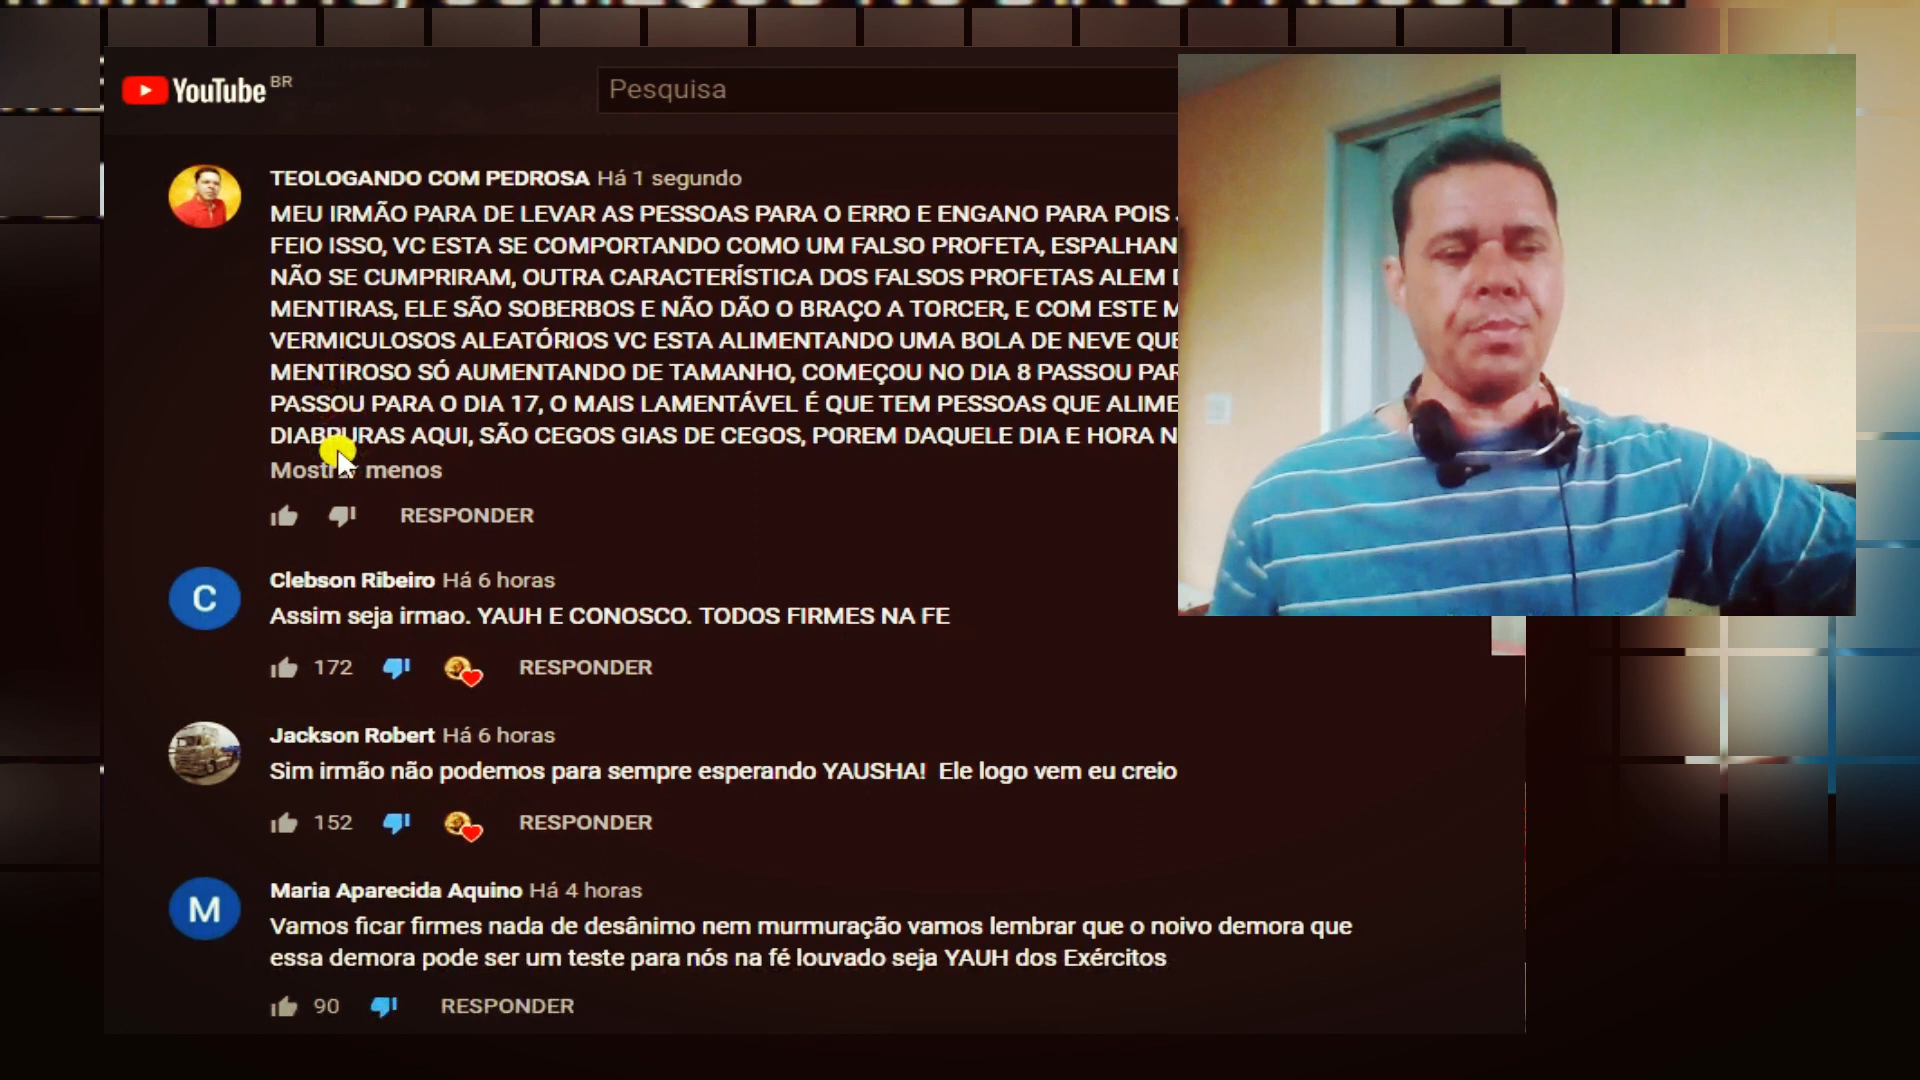 YouTube BR
Pesquisa
TEOLOGANDO COM PEDROSA Há 1 segundo
MEU IRMÃO PARA DE LEVAR AS PESSOAS PARA O ERRO E ENGANO PARA POIS
FEIO ISSO, VC ESTA SE COMPORTANDO COMO UM FALSO PROFETA, ESPALHAN
NÃO SE CUMPRIRAM, OUTRA CARACTERÍSTICA DOS FALSOS PROFETAS ALEM
MENTIRAS, ELE SÃO SOBERBOS E NÃO DÃO O BRAÇO A TORCER, E COM ESTE M
VERMICULOSOS ALEATÓRIOS VC ESTA ALIMENTANDO UMA BOLA DE NEVE QUE
MENTIROSO SÓ AUMENTANDO DE TAMANHO, COMEÇOU NO DIA 8 PASSOU PAR
PASSOU PARA O DIA 17, O MAIS LAMENTÁVEL É QUE TEM PESSOAS QUE ALIME
DIABRURAS AQUI, SÃO CEGOS GIAS DE CEGOS, POREM DAQUELE DIA E HORA N
Mostrar menos
RESPONDER
C
Clebson Ribeiro Há 6 horas
Assim seja irmao. YAUH E CONOSCO. TODOS FIRMES NA FE
172 RESPONDER
Jackson Robert Há 6 horas
Sim irmão não podemos para sempre esperando YAUSHA! Ele logo vem eu creio
152 RESPONDER
M
Maria Aparecida Aquino Há 4 horas
Vamos ficar firmes nada de desânimo nem murmuração vamos lembrar que o noivo demora que
essa demora pode ser um teste para nós na fé louvado seja YAUH dos Exércitos
90 RESPONDER